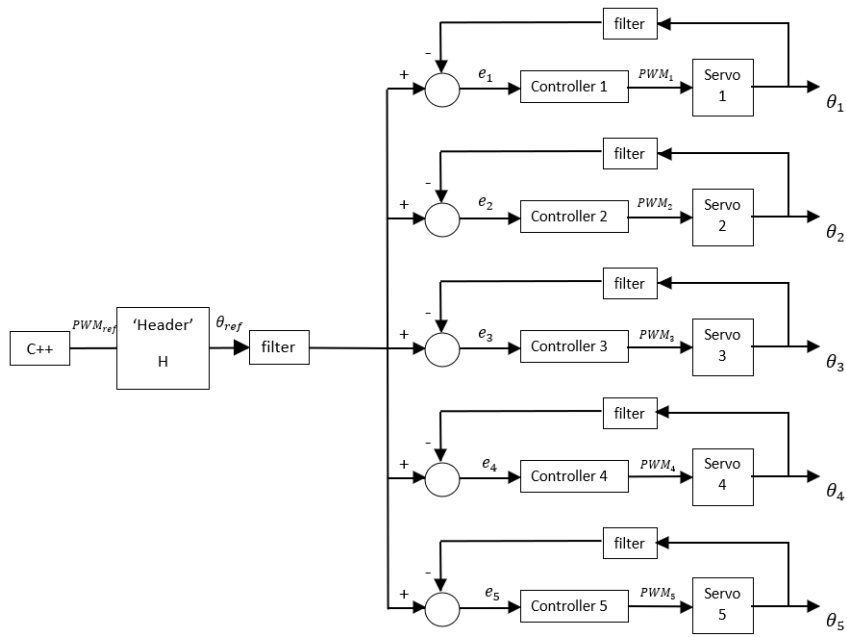 filter
-
+
e₁
Controller 1
PWM₁
Servo
1
θ₁
filter
-
+
e₂
Controller 2
PWM₂
Servo
2
θ₂
C++
PWMref
'Header'
H
θref
filter
filter
-
+
e₃
Controller 3
PWM₃
Servo
3
θ₃
filter
-
+
e₄
Controller 4
PWM₄
Servo
4
θ₄
filter
-
+
e₅
Controller 5
PWM₅
Servo
5
θ₅